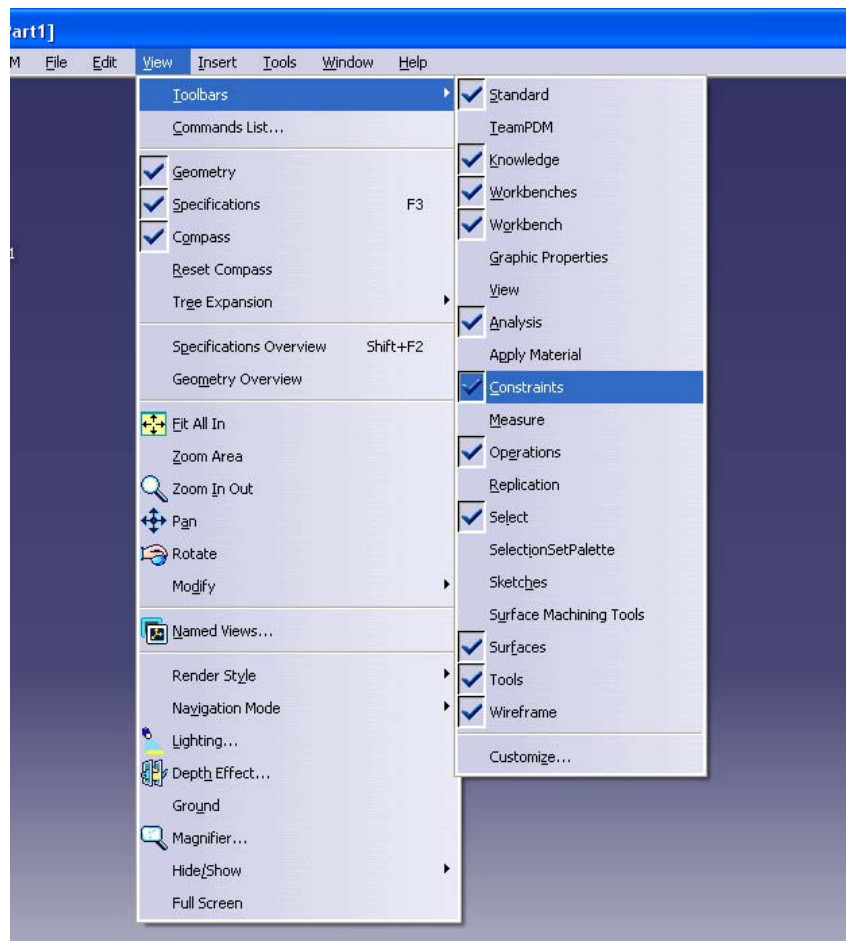 Part1]
M File Edit View Insert Tools Window Help
Toolbars
Commands List...
Geometry
Specifications F3
Compass
Reset Compass
Tree Expansion
Specifications Overview Shift+F2
Geometry Overview
Fit All In
Zoom Area
Zoom In Out
Pan
Rotate
Modify
Named Views...
Render Style
Navigation Mode
Lighting...
Depth Effect...
Ground
Magnifier...
Hide/Show
Full Screen
Standard
TeamPDM
Knowledge
Workbenches
Workbench
Graphic Properties
View
Analysis
Apply Material
Constraints
Measure
Operations
Replication
Select
SelectionSetPalette
Sketches
Surface Machining Tools
Surfaces
Tools
Wireframe
Customize...
1